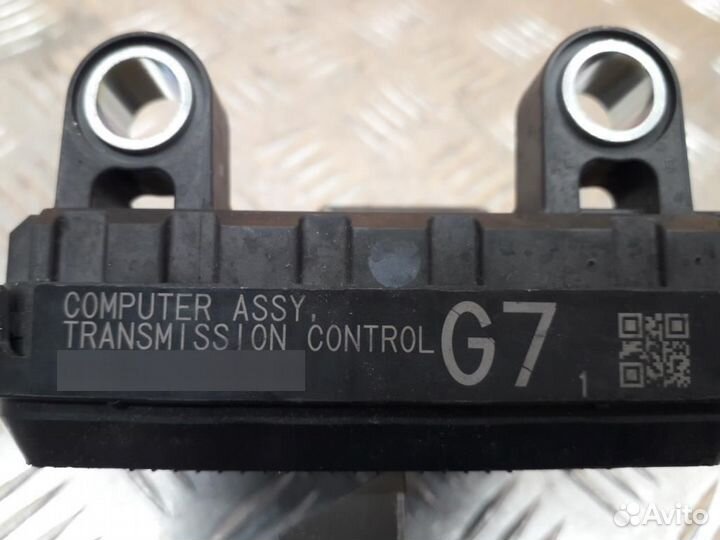 COMPUTER ASSY,
TRANSMISSION CONTROL
G7
1
Avito